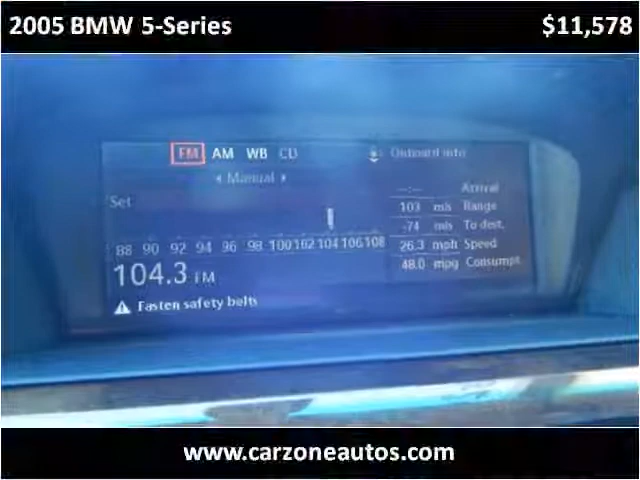 2005 BMW 5-Series $11,578
FM AM WB CD Onboard info
Manual
Set --:-- Arrival
103 mls Range
-74 mls To dest.
88 90 92 94 96 98 100 102 104 106 108 26.3 mph Speed
104.3 FM 48.0 mpg Consumpt.
Fasten safety belts
www.carzoneautos.com